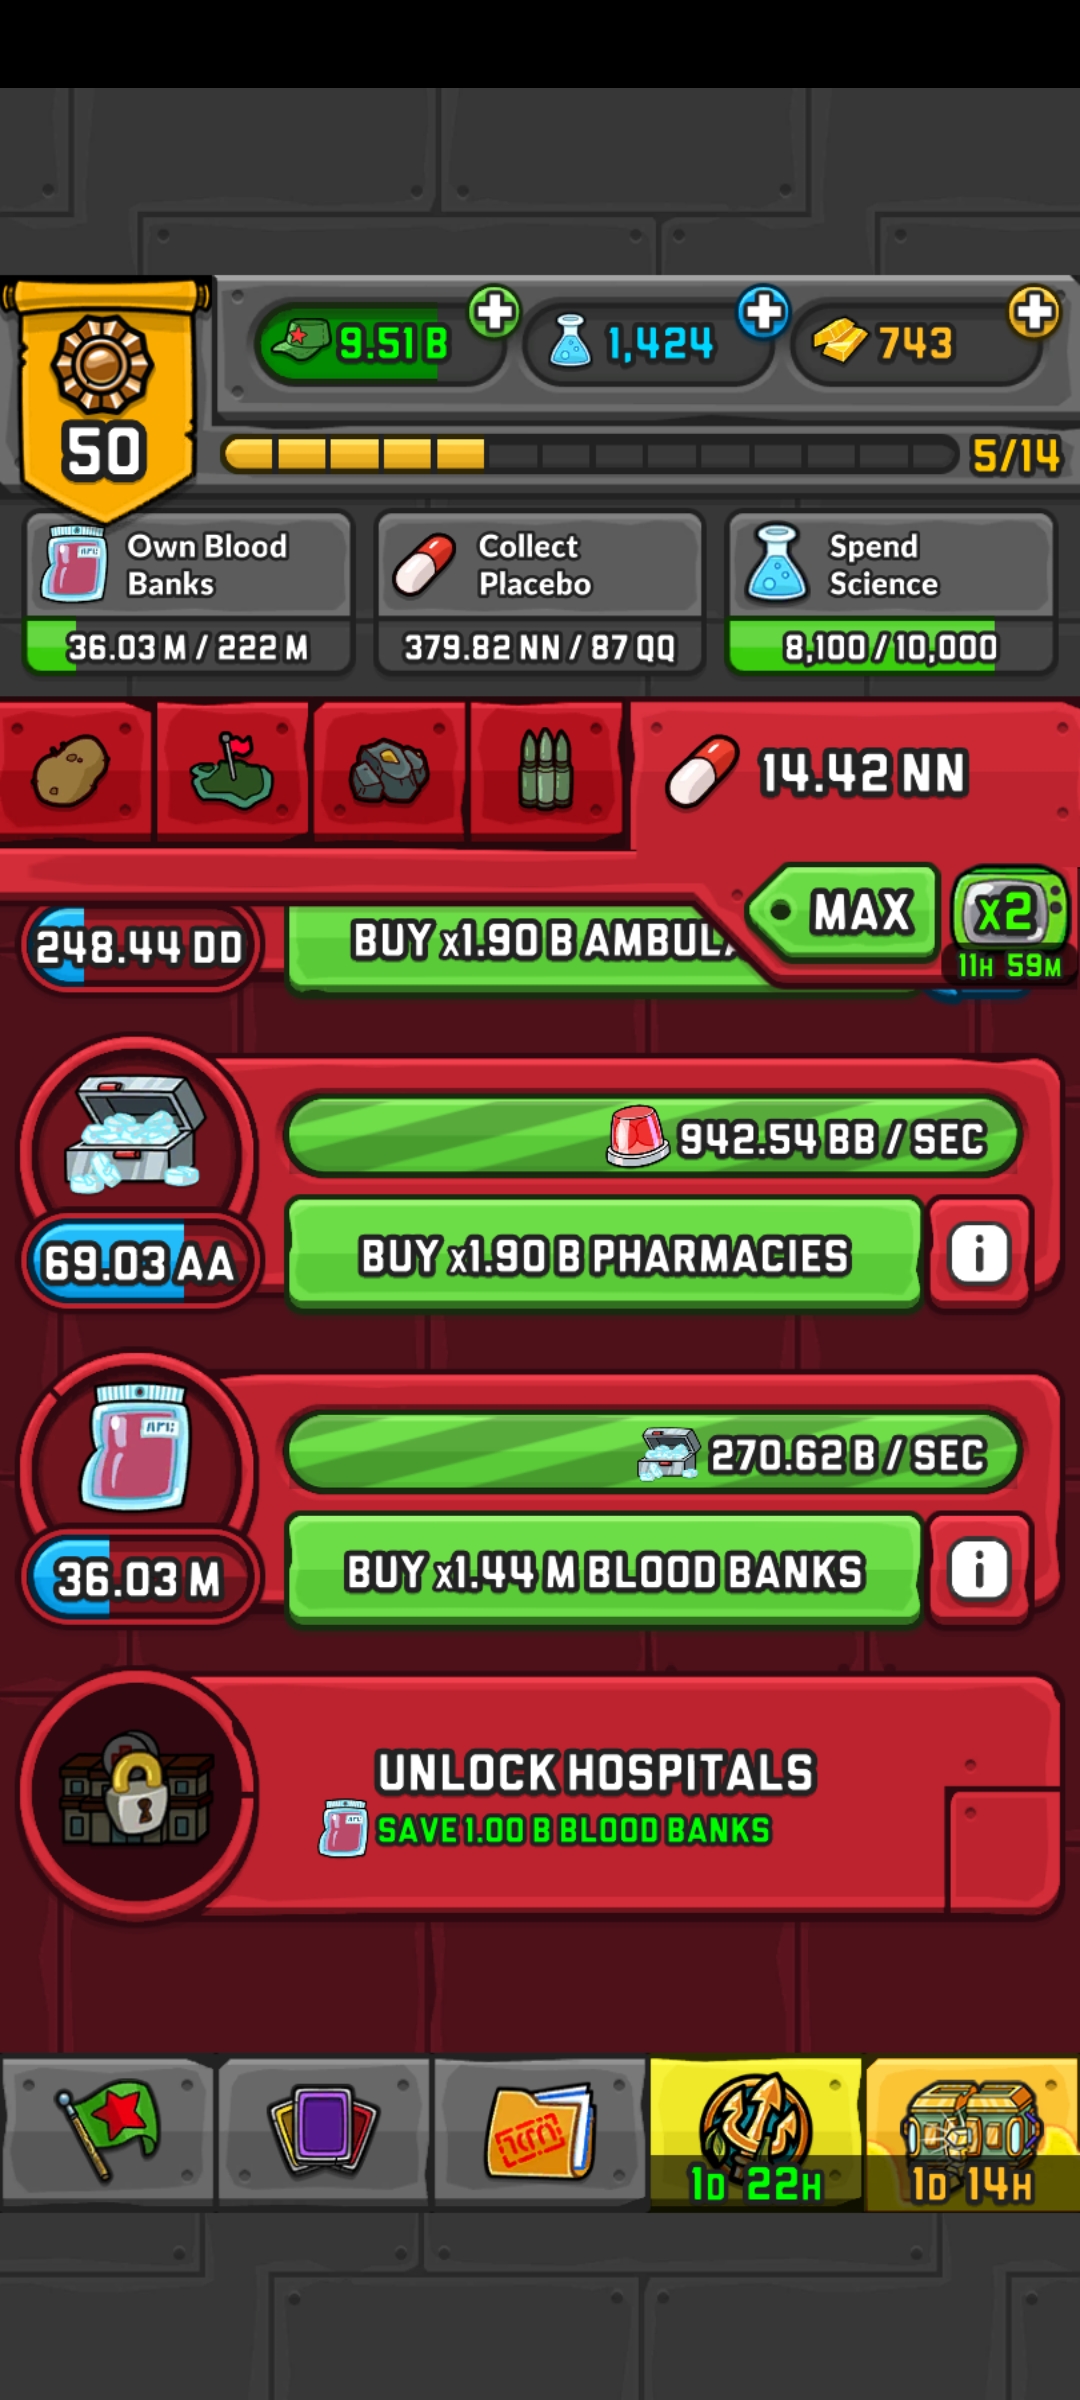 9.51 B
1,424
743
50
5/14
Own Blood
Banks
Collect
Placebo
Spend
Science
36.03 M / 222 M
379.82 NN / 87 QQ
8,100 / 10,000
14.42 NN
MAX
X2
11H 59M
248.44 DD
BUY x1.90 B AMBUL
942.54 BB / SEC
69.03 AA
BUY x1.90 B PHARMACIES
i
270.62 B / SEC
36.03 M
BUY x1.44 M BLOOD BANKS
i
UNLOCK HOSPITALS
SAVE 1.00 B BLOOD BANKS
1D 22H
1D 14H